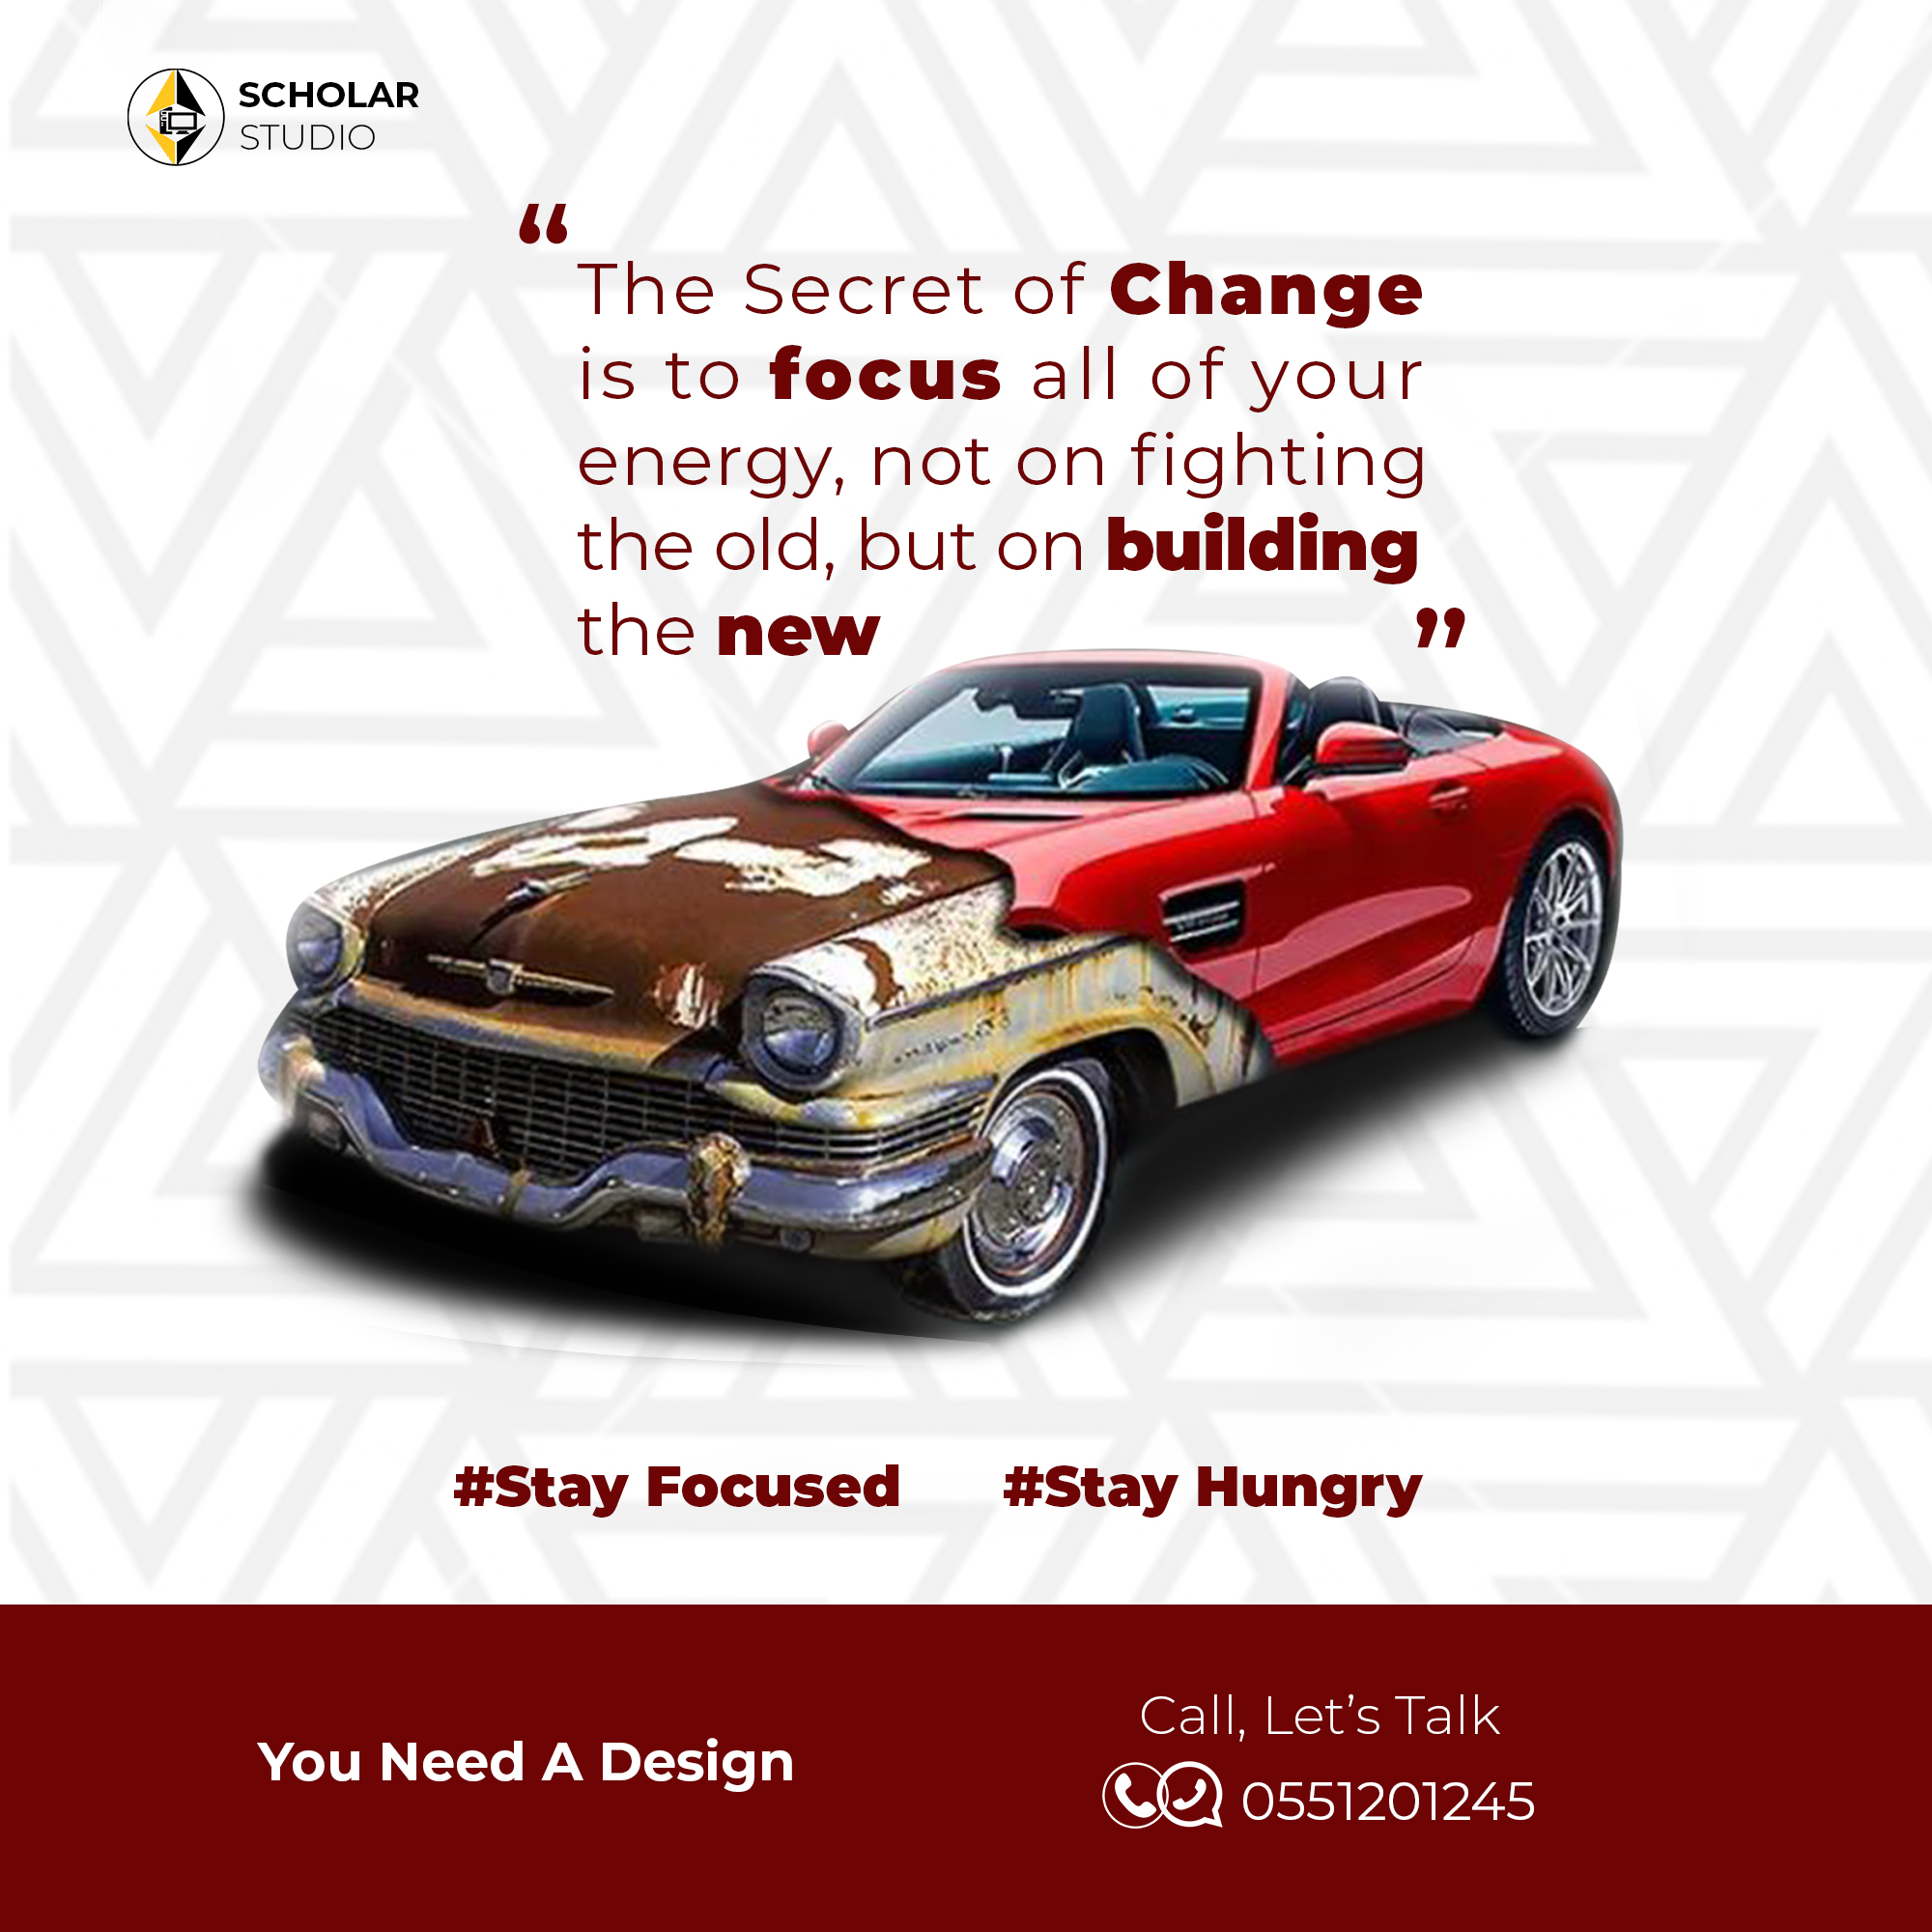 SCHOLAR
STUDIO
“
The Secret of Change
is to focus all of your
energy, not on fighting
the old, but on building
the new
”
#Stay Focused #Stay Hungry
You Need A Design
Call, Let’s Talk
0551201245